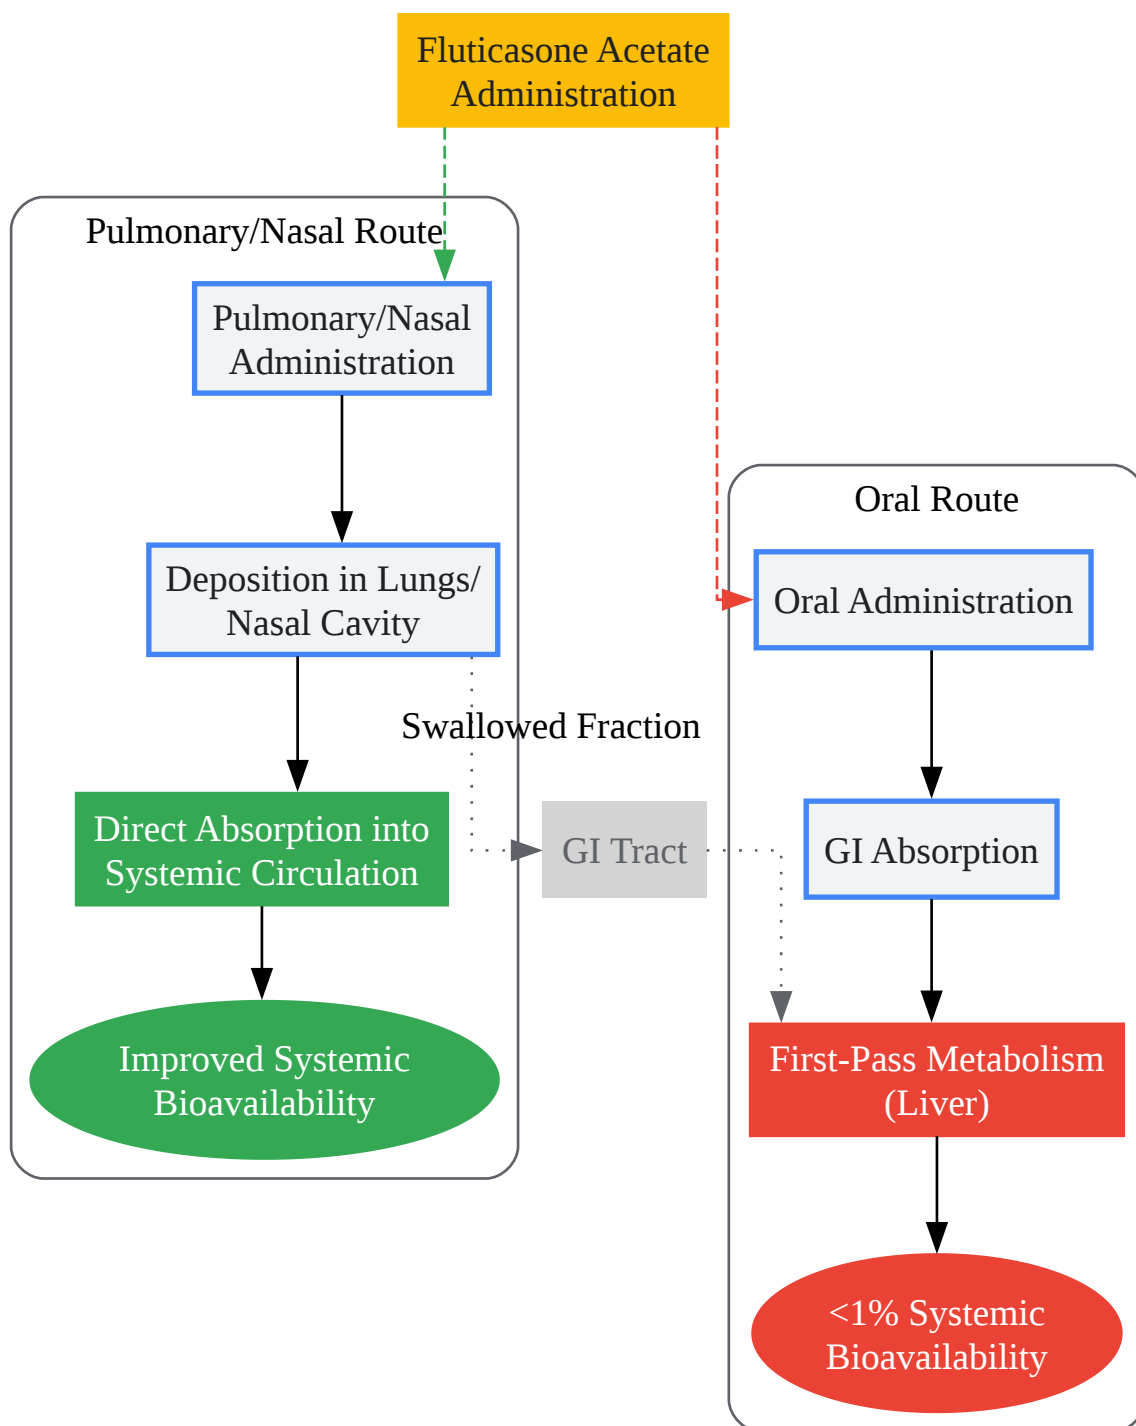 Fluticasone Acetate
Administration
Pulmonary/Nasal Route
Pulmonary/Nasal
Administration
Deposition in Lungs/
Nasal Cavity
Swallowed Fraction
Direct Absorption into
Systemic Circulation
Improved Systemic
Bioavailability
GI Tract
Oral Route
Oral Administration
GI Absorption
First-Pass Metabolism
(Liver)
<1% Systemic
Bioavailability